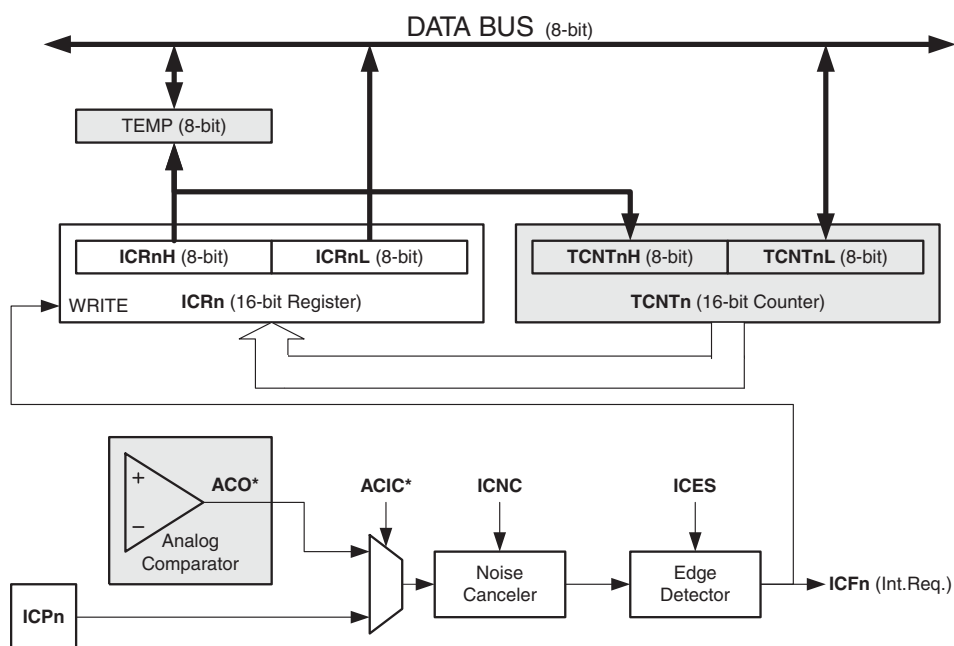 DATA BUS (8-bit)
TEMP (8-bit)
ICRnH (8-bit)
ICRnL (8-bit)
TCNTnH (8-bit)
TCNTnL (8-bit)
WRITE
ICRn (16-bit Register)
TCNTn (16-bit Counter)
+
ACO*
−
Analog
Comparator
ACIC*
ICNC
ICES
Noise
Canceler
Edge
Detector
ICFn (Int.Req.)
ICPn